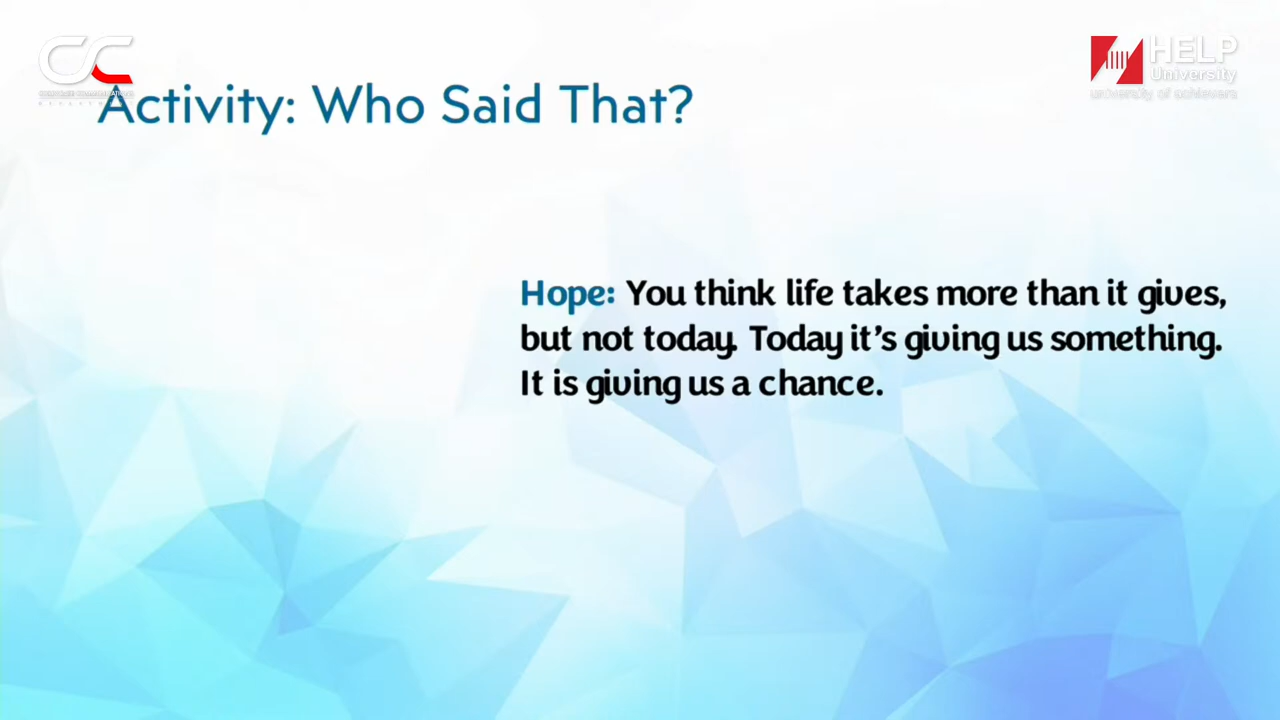 HELP
University
university of achievers
Activity: Who Said That?
Hope: You think life takes more than it gives,
but not today. Today it's giving us something.
It is giving us a chance.